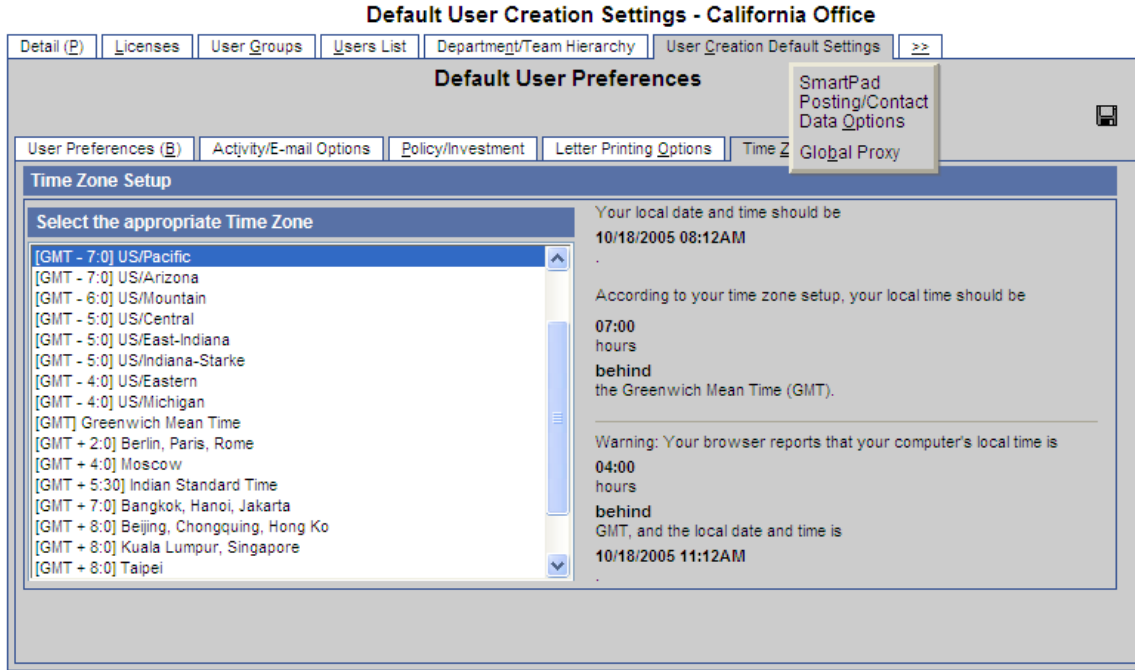 Default User Creation Settings - California Office
Detail (P) Licenses User Groups Users List Department/Team Hierarchy User Creation Default Settings >>
Default User Preferences
SmartPad
Posting/Contact
Data Options
Global Proxy
User Preferences (B) Activity/E-mail Options Policy/Investment Letter Printing Options Time Z
Time Zone Setup
Select the appropriate Time Zone
[GMT - 7:0] US/Pacific
[GMT - 7:0] US/Arizona
[GMT - 6:0] US/Mountain
[GMT - 5:0] US/Central
[GMT - 5:0] US/East-Indiana
[GMT - 5:0] US/Indiana-Starke
[GMT - 4:0] US/Eastern
[GMT - 4:0] US/Michigan
[GMT] Greenwich Mean Time
[GMT + 2:0] Berlin, Paris, Rome
[GMT + 4:0] Moscow
[GMT + 5:30] Indian Standard Time
[GMT + 7:0] Bangkok, Hanoi, Jakarta
[GMT + 8:0] Beijing, Chongquing, Hong Ko
[GMT + 8:0] Kuala Lumpur, Singapore
[GMT + 8:0] Taipei
Your local date and time should be
10/18/2005 08:12AM
.
According to your time zone setup, your local time should be
07:00
hours
behind
the Greenwich Mean Time (GMT).
Warning: Your browser reports that your computer's local time is
04:00
hours
behind
GMT, and the local date and time is
10/18/2005 11:12AM
.